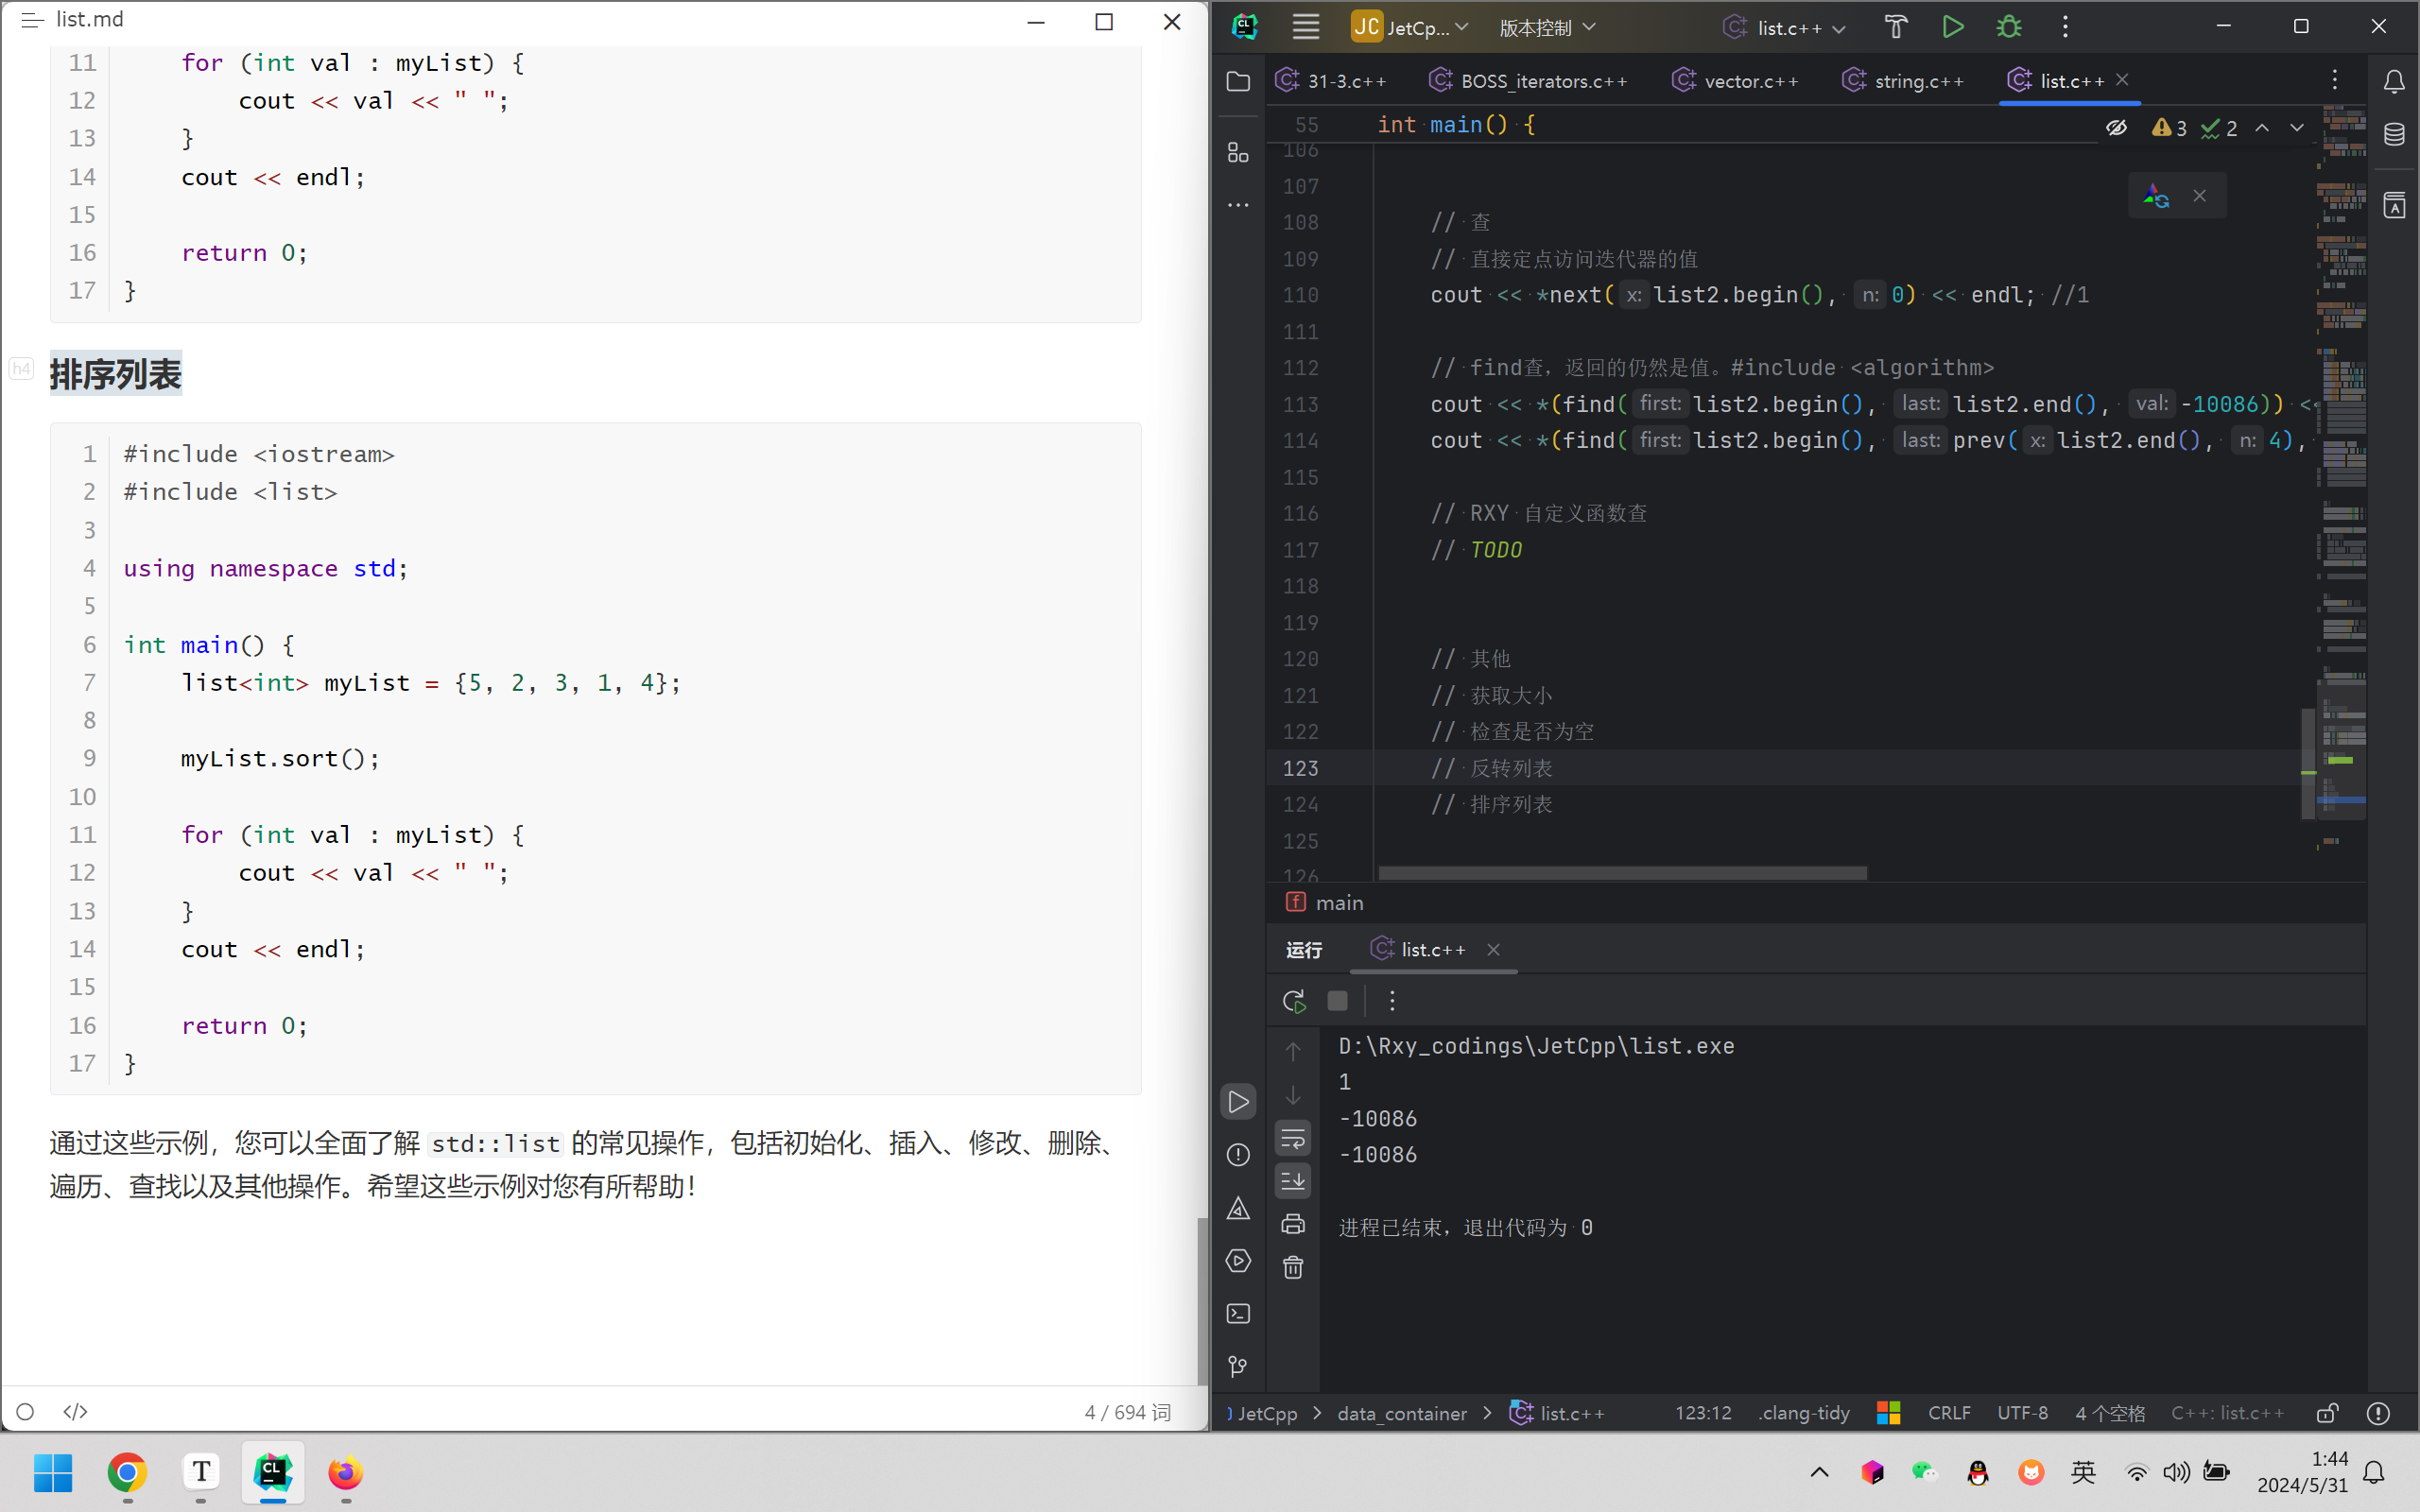 list.md
11 for (int val : myList) {
12 cout << val << " ";
13 }
14 cout << endl;
15
16 return 0;
17 }
h4
排序列表
1 #include <iostream>
2 #include <list>
3
4 using namespace std;
5
6 int main() {
7 list<int> myList = {5, 2, 3, 1, 4};
8
9 myList.sort();
10
11 for (int val : myList) {
12 cout << val << " ";
13 }
14 cout << endl;
15
16 return 0;
17 }
通过这些示例，您可以全面了解 std::list 的常见操作，包括初始化、插入、修改、删除、
遍历、查找以及其他操作。希望这些示例对您有所帮助！
4 / 694 词
CL JC JetCp... 版本控制 list.c++
31-3.c++ BOSS_iterators.c++ vector.c++ string.c++ list.c++
55 int main() { 3 2
106
107
108 // 查
109 // 直接定点访问迭代器的值
110 cout << *next( x: list2.begin(), n: 0) << endl; //1
111
112 // find查，返回的仍然是值。#include <algorithm>
113 cout << *(find( first: list2.begin(), last: list2.end(), val: -10086)) <<
114 cout << *(find( first: list2.begin(), last: prev( x: list2.end(), n: 4),
115
116 // RXY 自定义函数查
117 // TODO
118
119
120 // 其他
121 // 获取大小
122 // 检查是否为空
123 // 反转列表
124 // 排序列表
125
126
f main
运行 list.c++
D:\Rxy_codings\JetCpp\list.exe
1
-10086
-10086
进程已结束，退出代码为 0
JetCpp > data_container > list.c++ 123:12 .clang-tidy CRLF UTF-8 4 个空格 C++: list.c++
T CL 英 1:44
2024/5/31